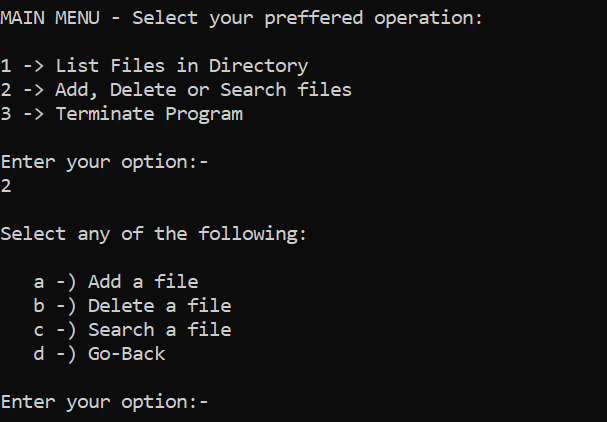 MAIN MENU - Select your preffered operation:
1 -> List Files in Directory
2 -> Add, Delete or Search files
3 -> Terminate Program
Enter your option:-
2
Select any of the following:
a -) Add a file
b -) Delete a file
c -) Search a file
d -) Go-Back
Enter your option:-